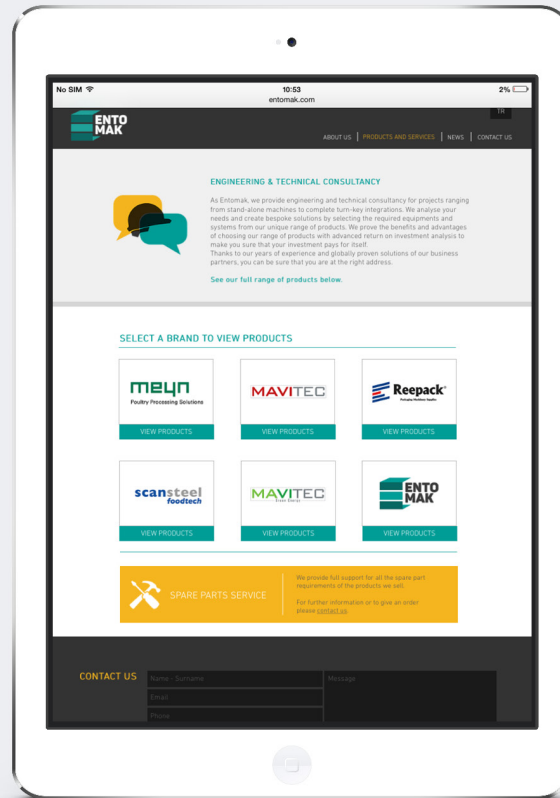 No SIM 10:53 2%
entomak.com
TR
ENTO
MAK
ABOUT US | PRODUCTS AND SERVICES | NEWS | CONTACT US
ENGINEERING & TECHNICAL CONSULTANCY
As Entomak, we provide engineering and technical consultancy for projects ranging
from stand-alone machines to complete turn-key integrations. We analyse your
needs and create bespoke solutions by selecting the required equipments and
systems from our unique range of products. We prove the benefits and advantages
of choosing our range of products with advanced return on investment analysis to
make you sure that your investment pays for itself.
Thanks to our years of experience and globally proven solutions of our business
partners, you can be sure that you are at the right address.
See our full range of products below.
SELECT A BRAND TO VIEW PRODUCTS
meyn
Poultry Processing Solutions
VIEW PRODUCTS
MAVITEC
VIEW PRODUCTS
Reepack
VIEW PRODUCTS
scansteel
foodtech
VIEW PRODUCTS
MAVITEC
Green Energy
VIEW PRODUCTS
ENTO
MAK
VIEW PRODUCTS
SPARE PARTS SERVICE
We provide full support for all the spare part
requirements of the products we sell.
For further information or to give an order
please contact us.
CONTACT US
Name - Surname
Message
Email
Phone